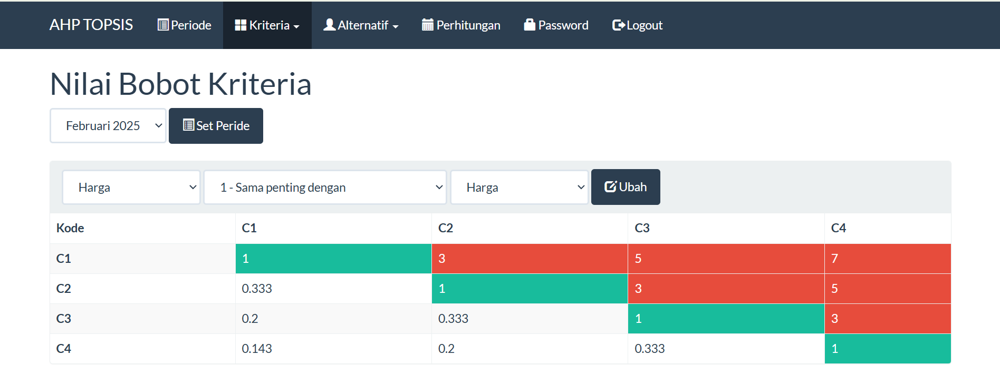 AHP TOPSIS Periode Kriteria Alternatif Perhitungan Password Logout
Nilai Bobot Kriteria
Februari 2025 Set Peride
Harga 1 - Sama penting dengan Harga Ubah
Kode C1 C2 C3 C4
C1 1 3 5 7
C2 0.333 1 3 5
C3 0.2 0.333 1 3
C4 0.143 0.2 0.333 1